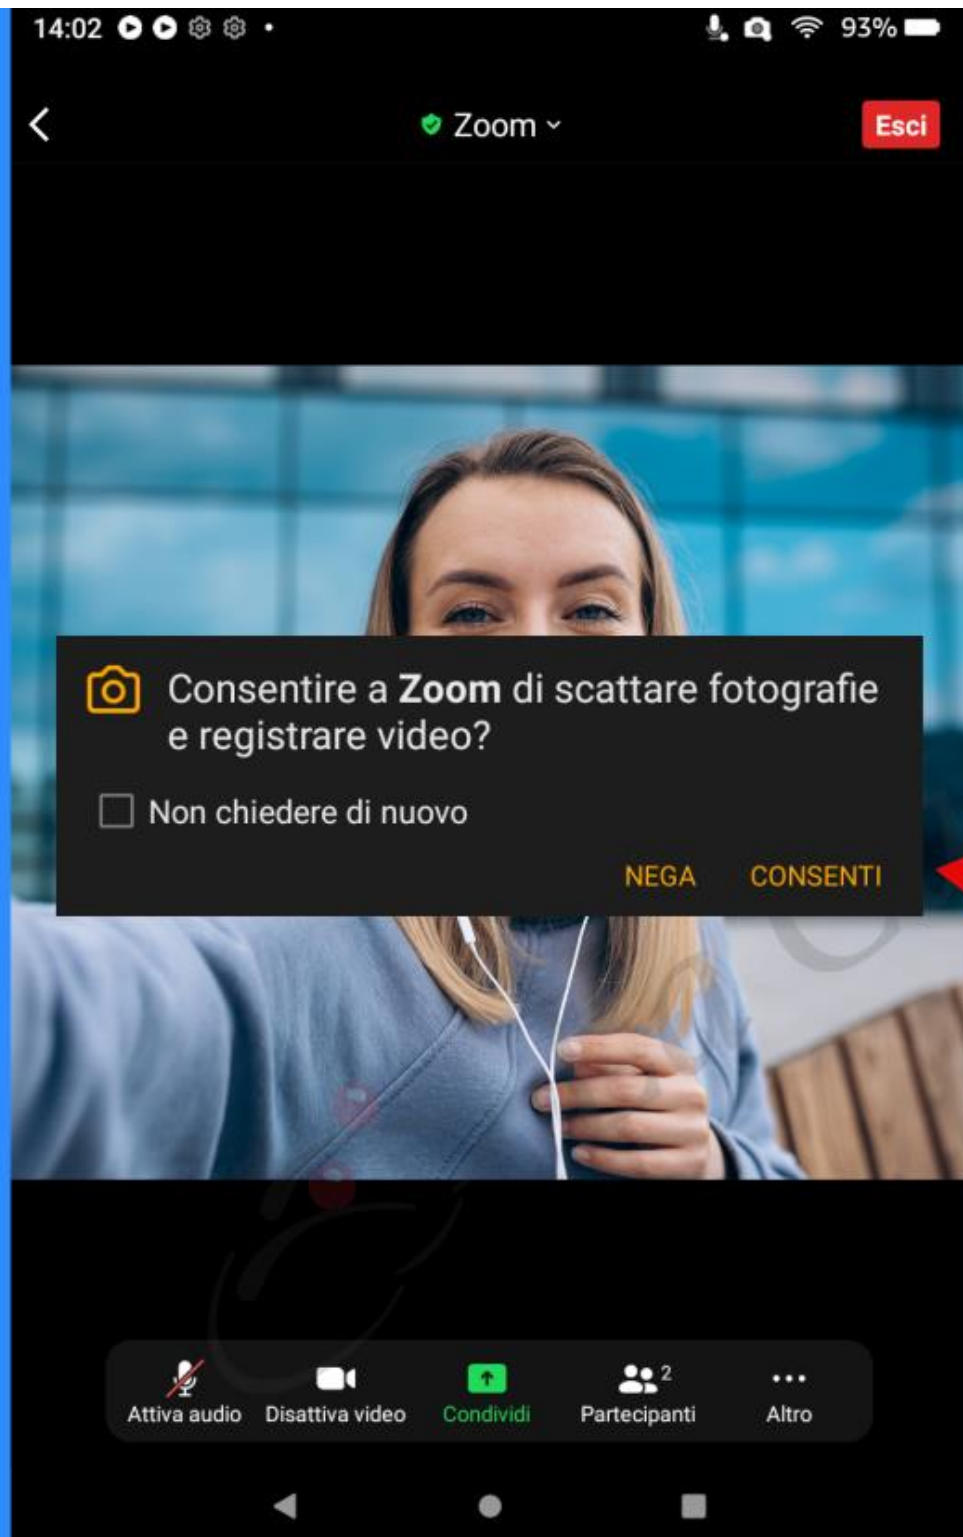 14:02
93%
Zoom
Esci
Consentire a Zoom di scattare fotografie
e registrare video?
Non chiedere di nuovo
NEGA CONSENTI
2
Attiva audio Disattiva video Condividi Partecipanti Altro